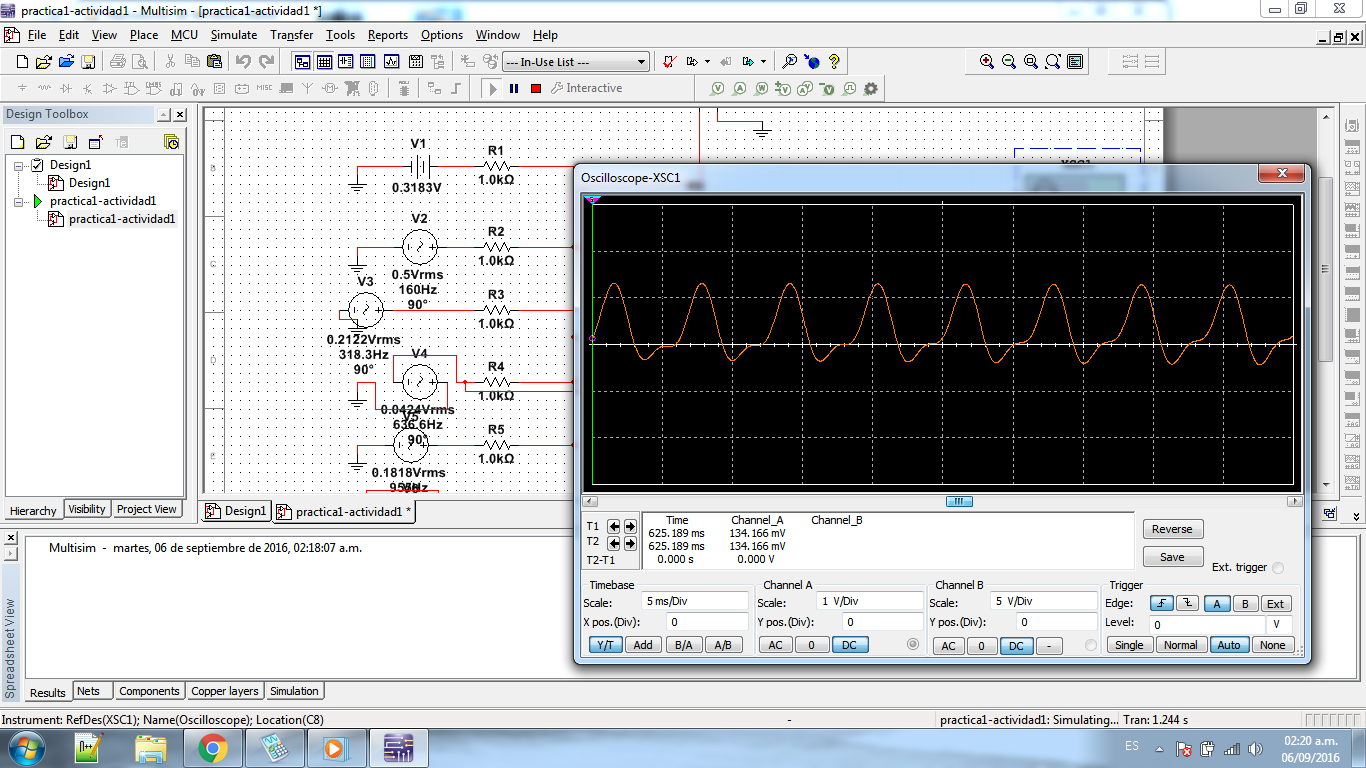 practica1-actividad1 - Multisim - [practica1-actividad1 *]
File Edit View Place MCU Simulate Transfer Tools Reports Options Window Help
--- In-Use List ---
Interactive
Design Toolbox
Design1
Design1
practica1-actividad1
practica1-actividad1
Hierarchy Visibility Project View
V1
0.3183V
R1
1.0kΩ
V2
0.5Vrms
160Hz
90°
R2
1.0kΩ
V3
0.2122Vrms
318.3Hz
90°
R3
1.0kΩ
V4
0.0424Vrms
636.6Hz
90°
R4
1.0kΩ
V5
0.1818Vrms
R5
1.0kΩ
B
C
D
E
XSC1
Design1 practica1-actividad1 *
Oscilloscope-XSC1
T1
T2
T2-T1
Time Channel_A Channel_B
625.189 ms 134.166 mV
625.189 ms 134.166 mV
0.000 s 0.000 V
Reverse
Save
Ext. trigger
Timebase
Scale: 5 ms/Div
X pos.(Div): 0
Y/T Add B/A A/B
Channel A
Scale: 1 V/Div
Y pos.(Div): 0
AC 0 DC
Channel B
Scale: 5 V/Div
Y pos.(Div): 0
AC 0 DC -
Trigger
Edge: A B Ext
Level: 0 V
Single Normal Auto None
Multisim - martes, 06 de septiembre de 2016, 02:18:07 a.m.
Spreadsheet View
Results Nets Components Copper layers Simulation
Instrument: RefDes(XSC1); Name(Oscilloscope); Location(C8) - practica1-actividad1: Simulating... Tran: 1.244 s
ES
02:20 a.m.
06/09/2016